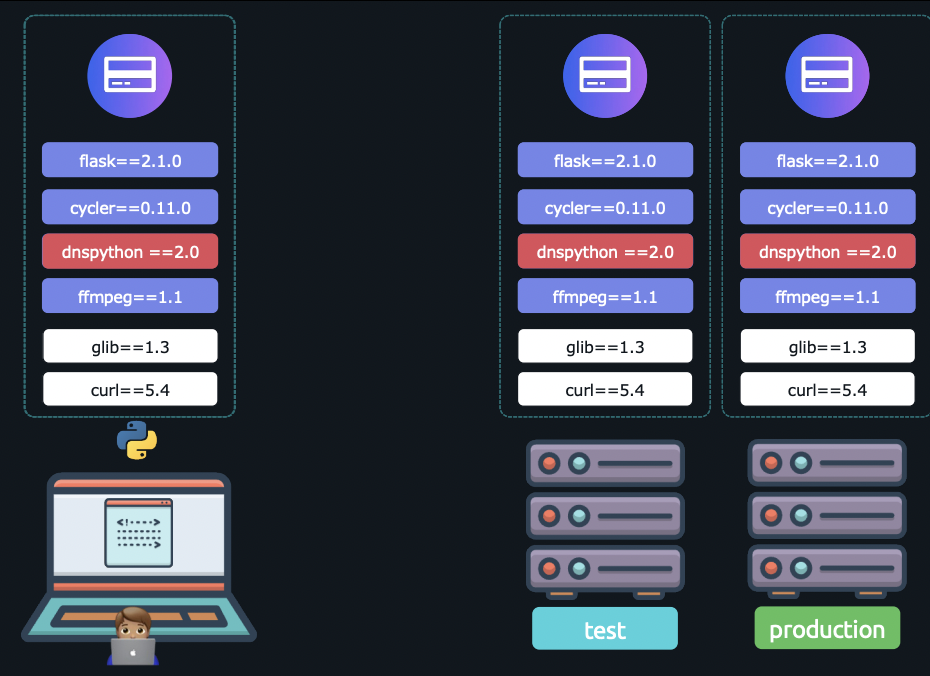 flask==2.1.0
cycler==0.11.0
dnspython ==2.0
ffmpeg==1.1
glib==1.3
curl==5.4
flask==2.1.0
cycler==0.11.0
dnspython ==2.0
ffmpeg==1.1
glib==1.3
curl==5.4
test
flask==2.1.0
cycler==0.11.0
dnspython ==2.0
ffmpeg==1.1
glib==1.3
curl==5.4
production